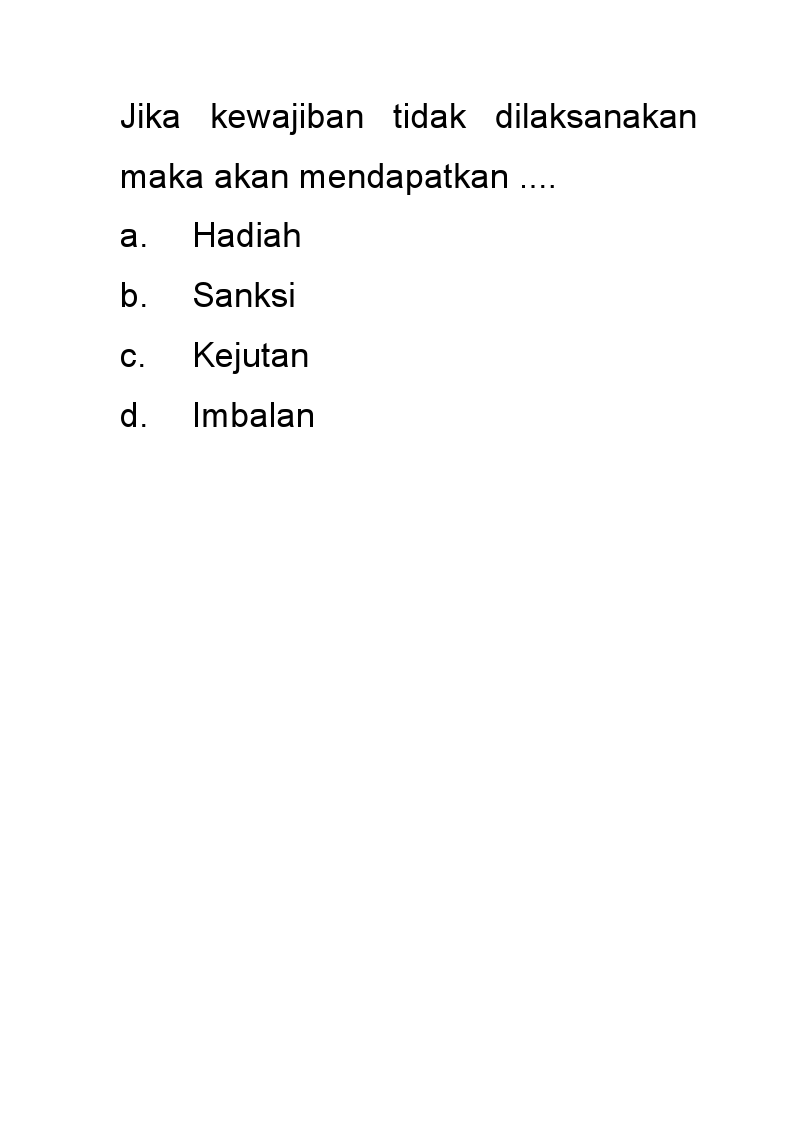 Jika kewajiban tidak dilaksanakan
maka akan mendapatkan ....
a. Hadiah
b. Sanksi
c. Kejutan
d. Imbalan